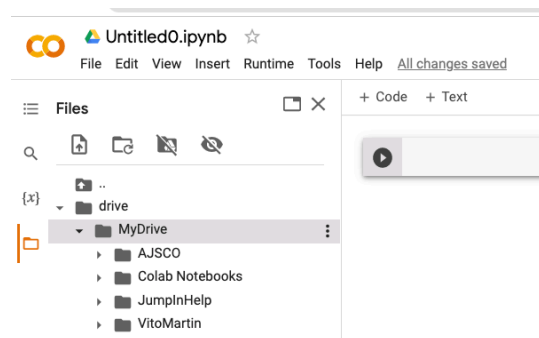 Untitled0.ipynb
File Edit View Insert Runtime Tools Help All changes saved
Files
+ Code + Text
{x}
..
drive
MyDrive
AJSCO
Colab Notebooks
JumpInHelp
VitoMartin